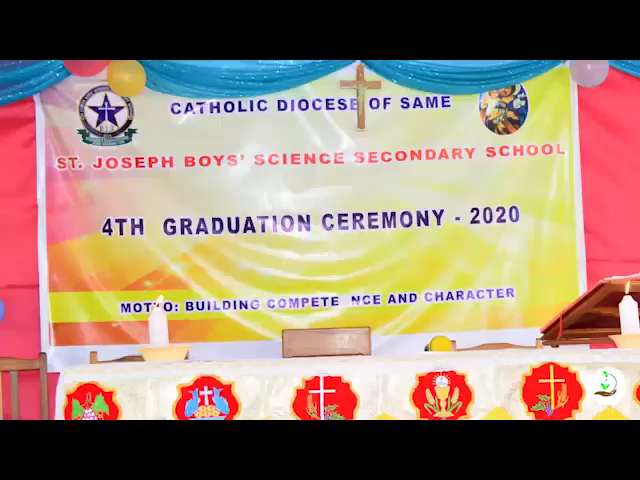 CATHOLIC DIOCESE OF SAME
ST. JOSEPH BOYS' SCIENCE SECONDARY SCHOOL
4TH GRADUATION CEREMONY - 2020
MOTTO: BUILDING COMPETE NCE AND CHARACTER